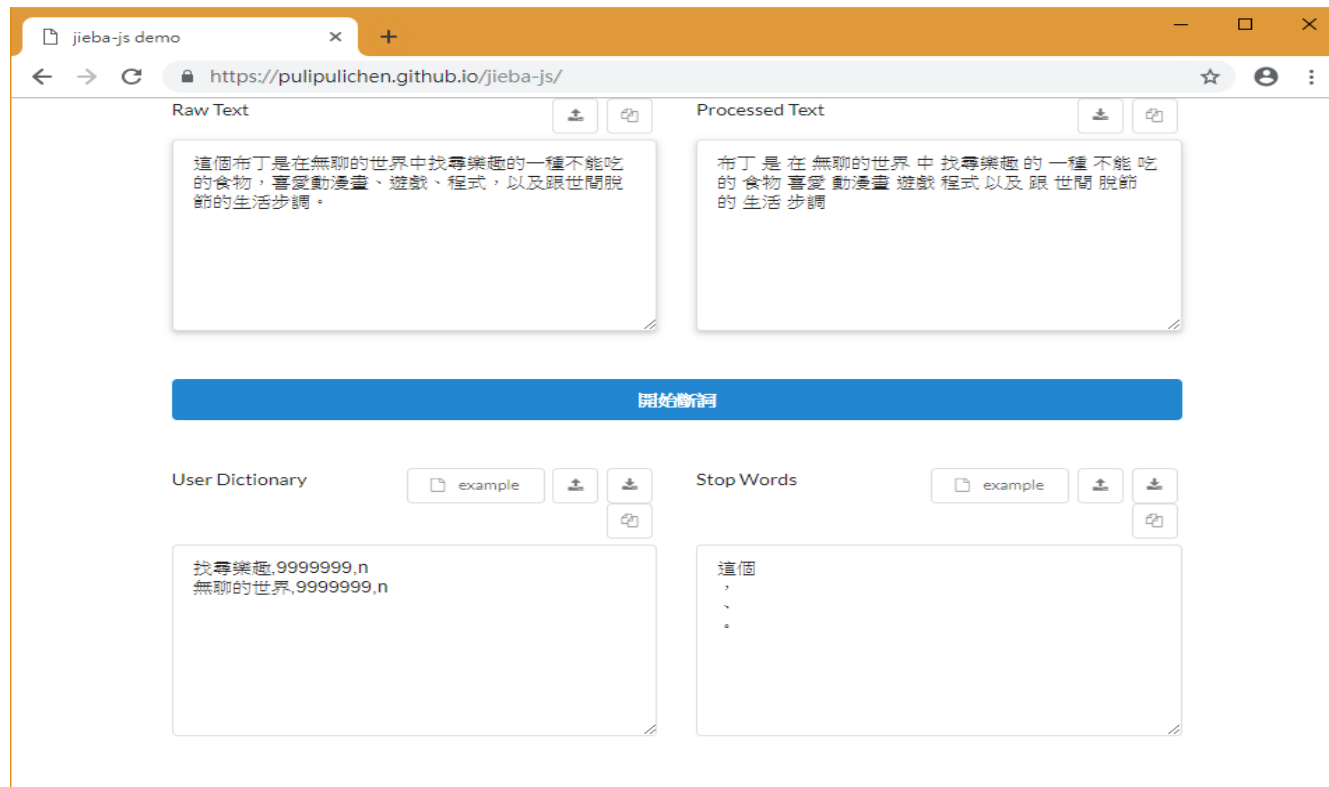 jieba-js demo
https://pulipulichen.github.io/jieba-js/
Raw Text
Processed Text
這個布丁是在無聊的世界中找尋樂趣的一種不能吃
的食物，喜愛動漫畫、遊戲、程式，以及跟世間脫
節的生活步調。
布丁 是 在 無聊的世界 中 找尋樂趣 的 一種 不能 吃
的 食物 喜愛 動漫畫 遊戲 程式 以及 跟 世間 脫節
的 生活 步調
開始斷詞
User Dictionary
example
Stop Words
example
找尋樂趣,9999999,n
無聊的世界,9999999,n
這個
，
、
。